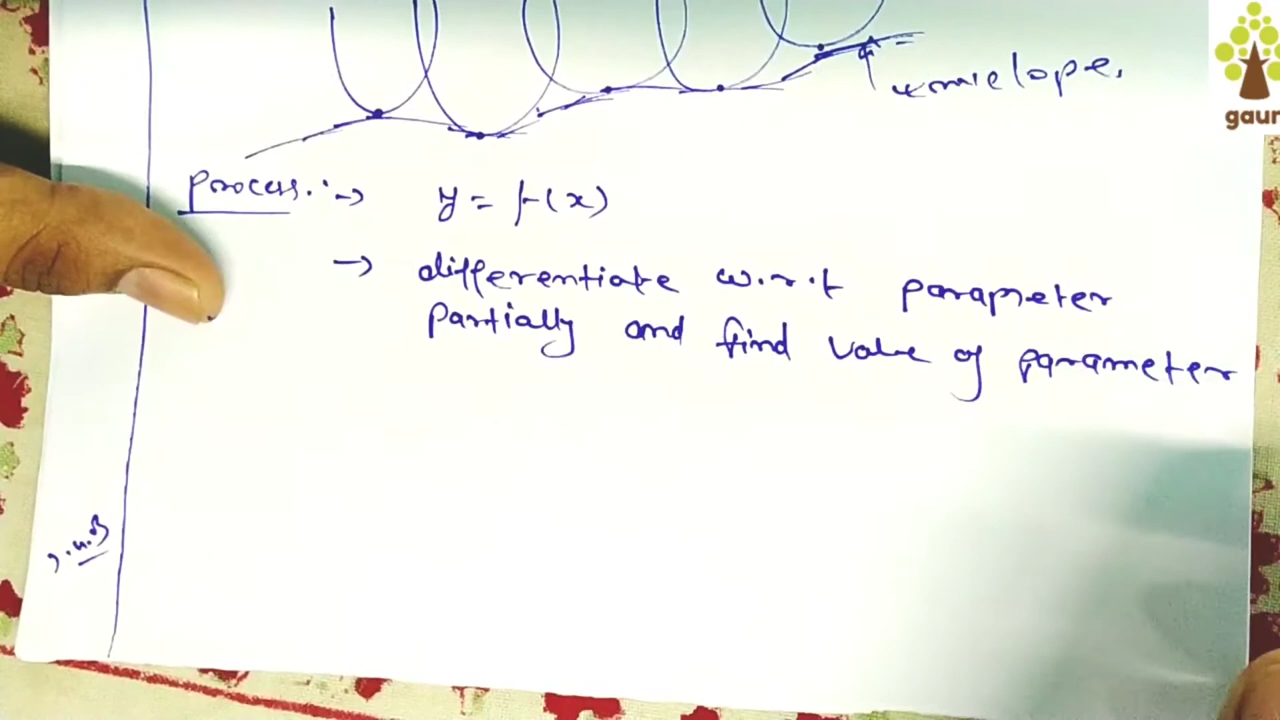 envelope.
gaur
Process :→ y = f(x)
→ differentiate w.r.t parameter
partially and find value of parameter